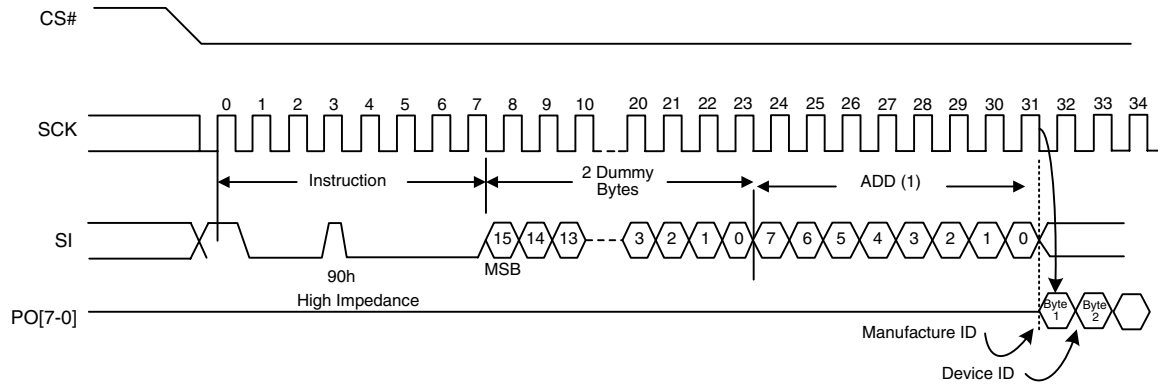 CS#
0 1 2 3 4 5 6 7 8 9 10 20 21 22 23 24 25 26 27 28 29 30 31 32 33 34
SCK
Instruction
2 Dummy
Bytes
ADD (1)
SI
15 14 13 3 2 1 0 7 6 5 4 3 2 1 0
90h
MSB
High Impedance
PO[7-0]
Byte
1
Byte
2
Manufacture ID
Device ID